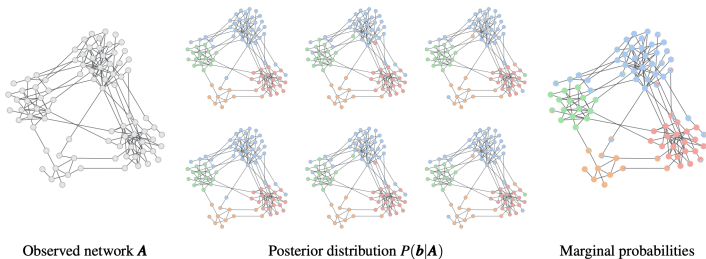 Observed network A
Posterior distribution P(b|A)
Marginal probabilities